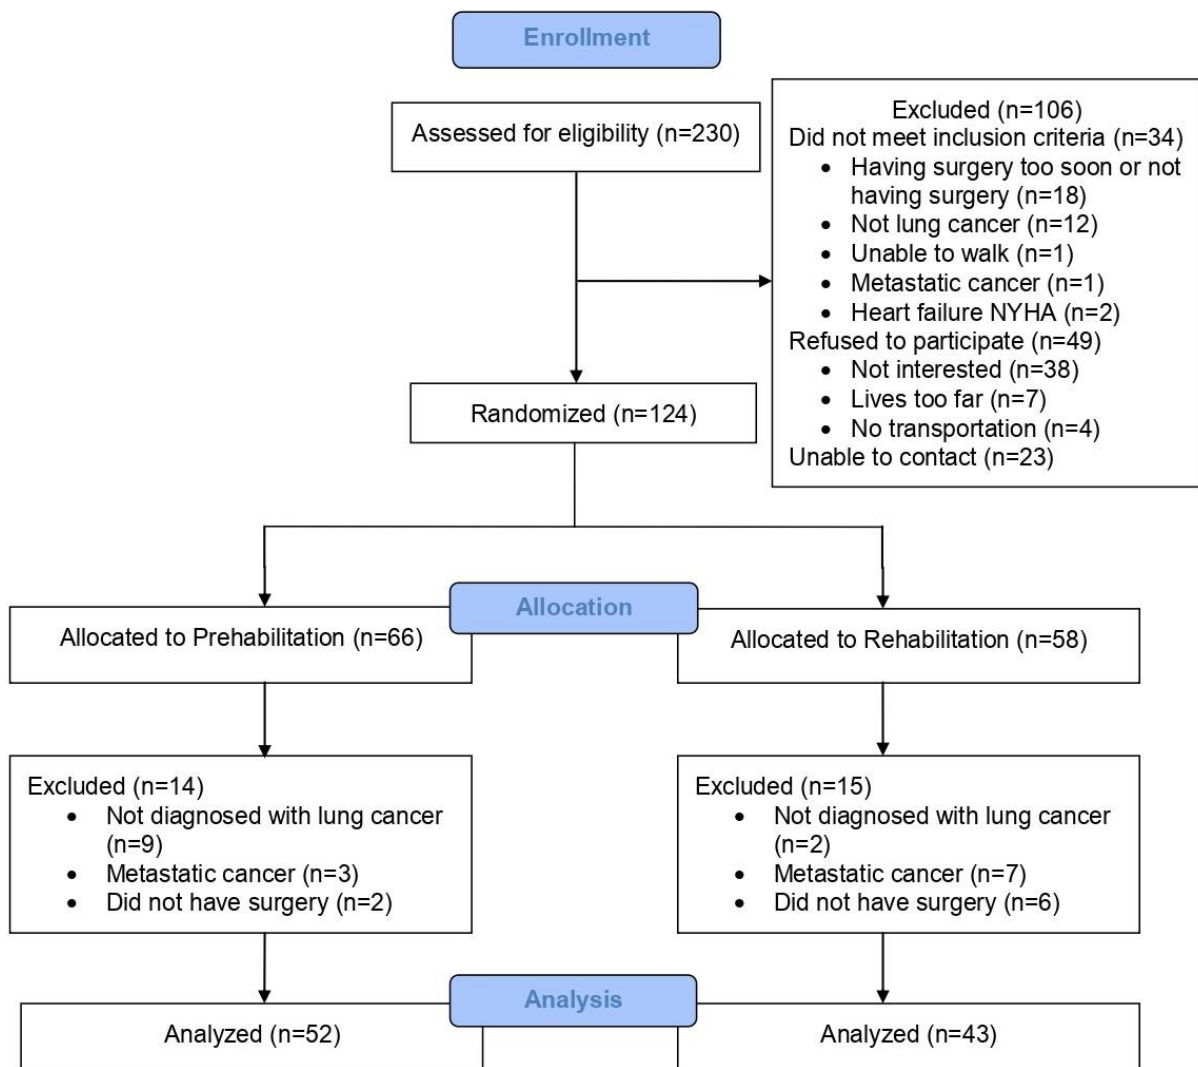 Enrollment
Assessed for eligibility (n=230)
Excluded (n=106)
Did not meet inclusion criteria (n=34)
• Having surgery too soon or not
having surgery (n=18)
• Not lung cancer (n=12)
• Unable to walk (n=1)
• Metastatic cancer (n=1)
• Heart failure NYHA (n=2)
Refused to participate (n=49)
• Not interested (n=38)
• Lives too far (n=7)
• No transportation (n=4)
Unable to contact (n=23)
Randomized (n=124)
Allocation
Allocated to Prehabilitation (n=66)
Allocated to Rehabilitation (n=58)
Excluded (n=14)
• Not diagnosed with lung cancer
(n=9)
• Metastatic cancer (n=3)
• Did not have surgery (n=2)
Excluded (n=15)
• Not diagnosed with lung cancer
(n=2)
• Metastatic cancer (n=7)
• Did not have surgery (n=6)
Analysis
Analyzed (n=52)
Analyzed (n=43)